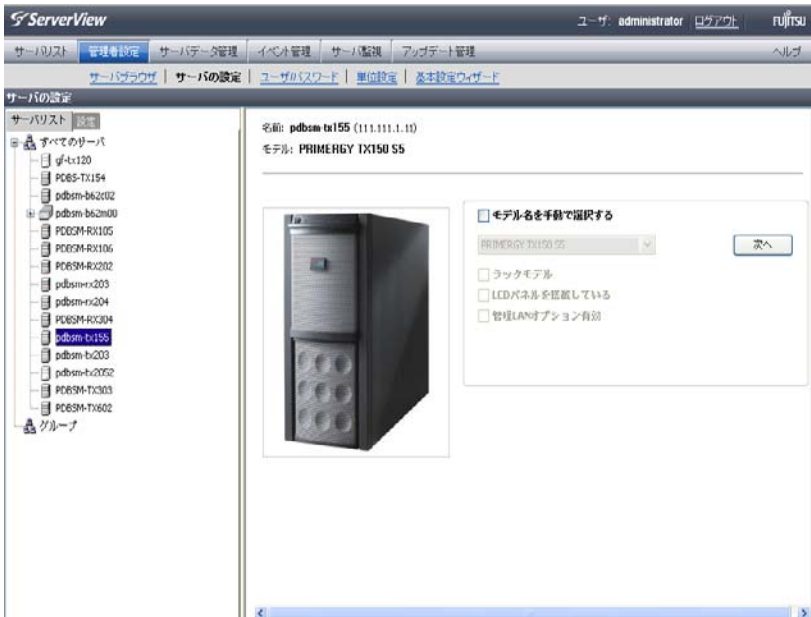 ServerView ユーザ: administrator ログアウト FUJITSU
サーバリスト 管理者設定 サーバデータ管理 イベント管理 サーバ監視 アップデート管理 ヘルプ
サーバブラウザ | サーバの設定 | ユーザパスワード | 単位設定 | 基本設定ウィザード
サーバの設定
サーバリスト 設定
すべてのサーバ
gf-tx120
PDBS-TX154
pdbsm-b62c02
pdbsm-b62m00
PDBSM-RX105
PDBSM-RX106
PDBSM-RX202
pdbsm-rx203
pdbsm-rx204
PDBSM-RX304
pdbsm-tx155
pdbsm-tx203
pdbsm-tx2052
PDBSM-TX303
PDBSM-TX602
グループ
名前: pdbsm-tx155 (111.111.1.11)
モデル: PRIMERGY TX150 S5
モデル名を手動で選択する
PRIMERGY TX150 S5 次へ
ラックモデル
LCDパネルを搭載している
管理LANオプション有効